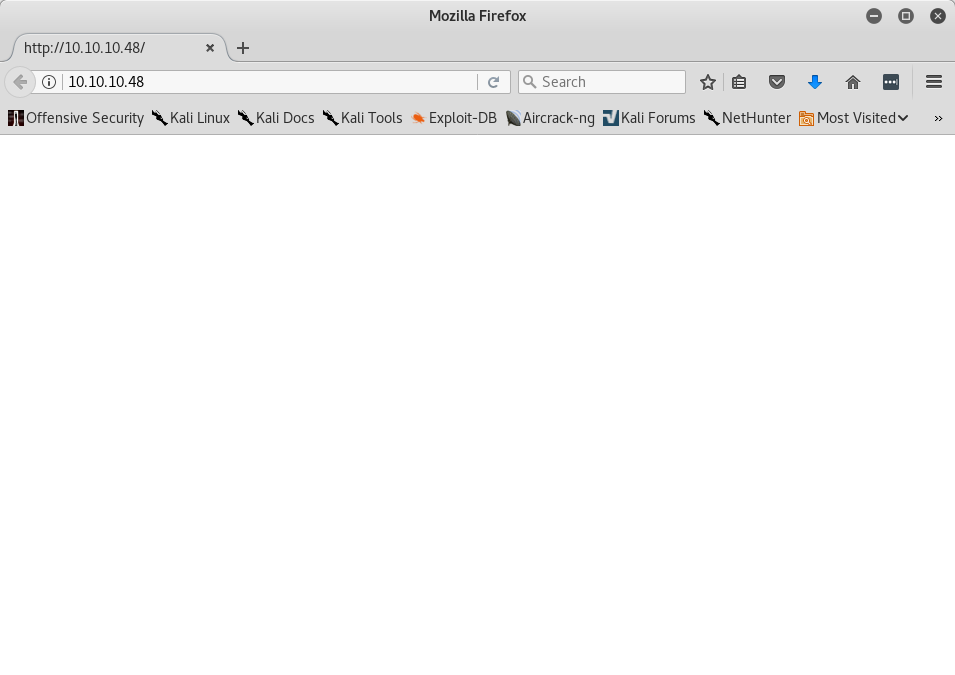 Mozilla Firefox
http://10.10.10.48/
10.10.10.48 Search
Offensive Security Kali Linux Kali Docs Kali Tools Exploit-DB Aircrack-ng Kali Forums NetHunter Most Visited